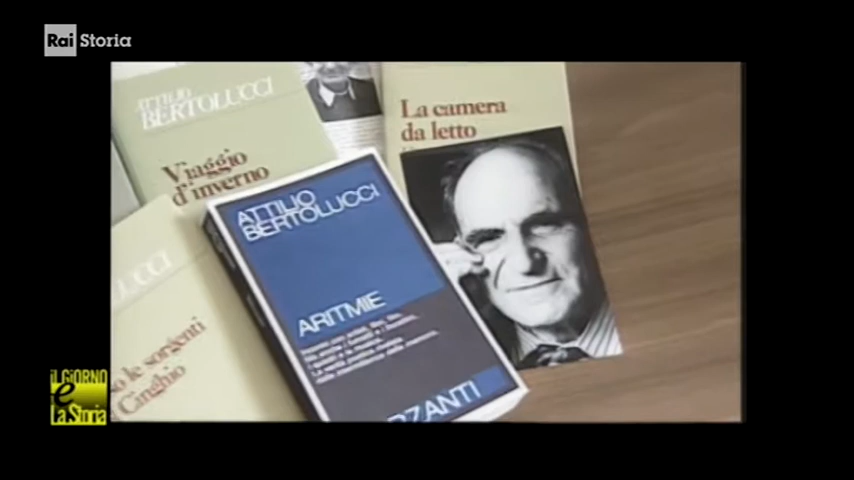 Rai Storia
ATTILIO
BERTOLUCCI
Viaggio
d'inverno
La camera
da letto
ATTILIO
BERTOLUCCI
ARITMIE
so le sorgenti
Cinghio
RZANTI
il GIORNO
e
La Storia